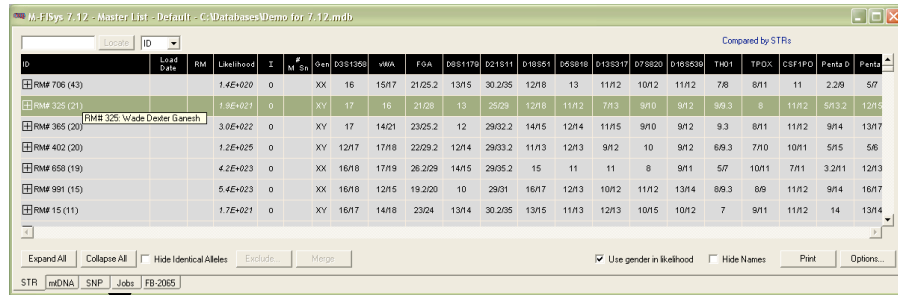 M-FISys 7.12 - Master List - Default - C:\Databases\Demo for 7.12.mdb
Locate ID Compared by STRs
ID Load Date RM Likelihood Σ # M Sn Gen D3S1358 vWA FGA D8S1179 D21S11 D18S51 D5S818 D13S317 D7S820 D16S539 TH01 TPOX CSF1PO Penta D Penta
RM# 706 (43) 1.4E+020 0 XX 16 15/17 21/25.2 13/15 30.2/35 12/18 13 11/12 10/12 11/12 7/8 8/11 11 2.2/9 5/7
RM# 325 (21) 1.9E+021 0 XY 17 16 21/28 13 25/29 12/18 11/12 7/13 9/10 9/12 9/9.3 8 11/12 5/13.2 12/15
RM# 325: Wade Dexter Ganesh
RM# 365 (20) 3.0E+022 0 XY 17 14/21 23/25.2 12 29/32.2 14/15 12/14 11/15 9/10 9/12 9.3 8/11 11/12 9/14 13/17
RM# 402 (20) 1.2E+025 0 XY 12/17 17/18 22/29.2 12/14 29/33.2 11/13 12/13 9/12 10 9/12 6/9.3 7/10 10/11 5/15 5/6
RM# 658 (19) 4.2E+023 0 XX 16/18 17/19 26.2/29 14/15 29/35.2 15 11 11 8 9/11 5/7 10/11 7/11 3.2/11 12/13
RM# 991 (15) 5.4E+023 0 XX 16/18 12/15 19.2/20 10 29/31 16/17 12/13 10/12 11/12 13/14 8/9.3 8/9 11/12 9/14 16/17
RM# 15 (11) 1.7E+021 0 XY 16/17 14/18 23/24 13/14 30.2/35 13/15 11/13 12/13 10/15 10/12 7 9/11 11/12 14 13/14
Expand All Collapse All Hide Identical Alleles Exclude... Merge Use gender in likelihood Hide Names Print Options...
STR mtDNA SNP Jobs FB-2065